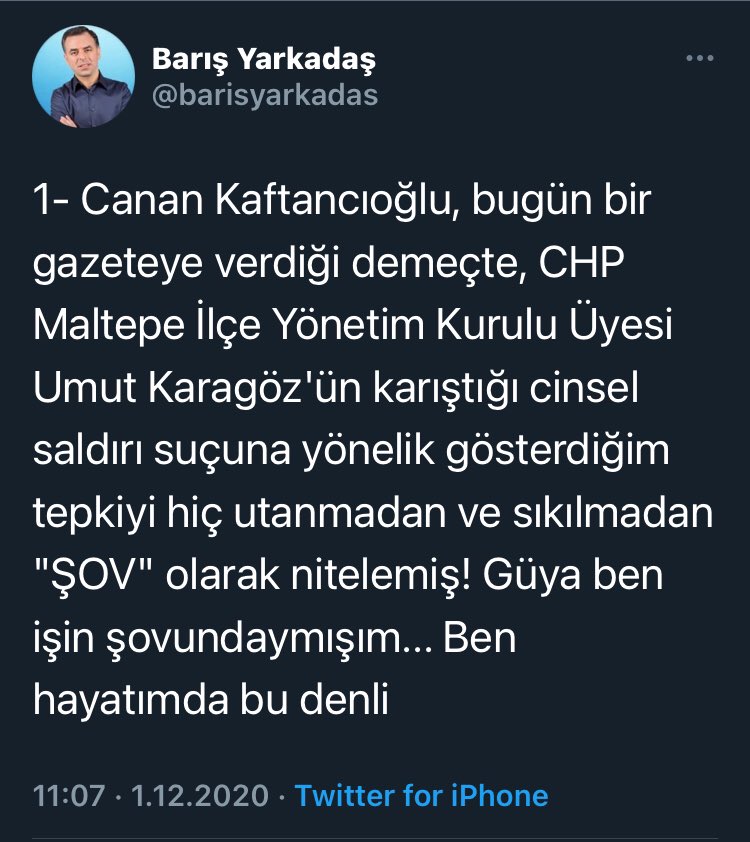 Barış Yarkadaş
@barisyarkadas
1- Canan Kaftancıoğlu, bugün bir
gazeteye verdiği demeçte, CHP
Maltepe İlçe Yönetim Kurulu Üyesi
Umut Karagöz'ün karıştığı cinsel
saldırı suçuna yönelik gösterdiğim
tepkiyi hiç utanmadan ve sıkılmadan
"ŞOV" olarak nitelemiş! Güya ben
işin şovundaymışım... Ben
hayatımda bu denli
11:07 · 1.12.2020 · Twitter for iPhone